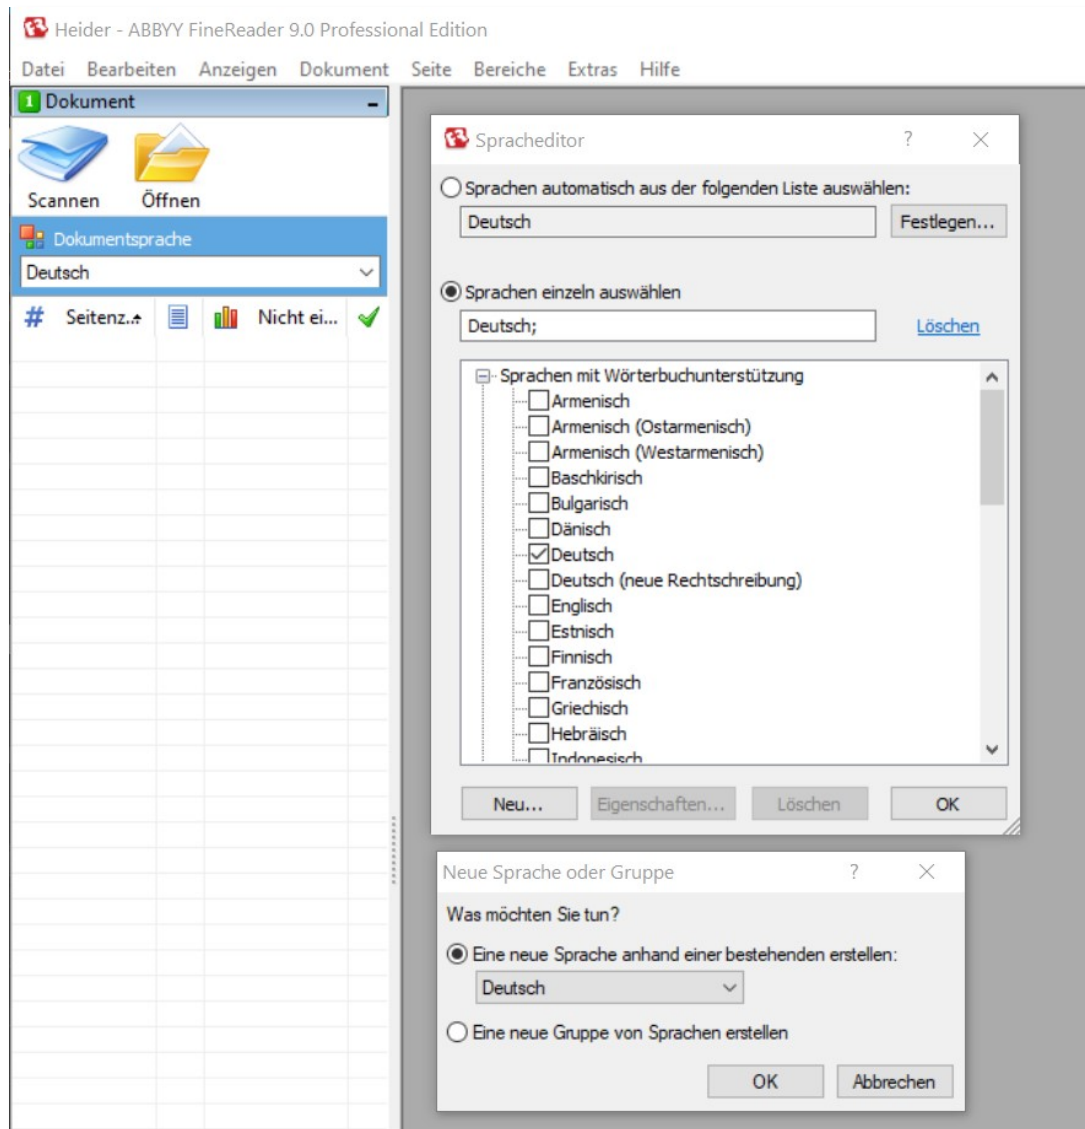 Heider - ABBYY FineReader 9.0 Professional Edition
Datei Bearbeiten Anzeigen Dokument Seite Bereiche Extras Hilfe
1 Dokument
Scannen Öffnen
Dokumentsprache
Deutsch
# Seitenz.. Nicht ei...
Spracheditor
Sprachen automatisch aus der folgenden Liste auswählen:
Deutsch Festlegen...
Sprachen einzeln auswählen
Deutsch; Löschen
Sprachen mit Wörterbuchunterstützung
Armenisch
Armenisch (Ostarmenisch)
Armenisch (Westarmenisch)
Baschkirisch
Bulgarisch
Dänisch
Deutsch
Deutsch (neue Rechtschreibung)
Englisch
Estnisch
Finnisch
Französisch
Griechisch
Hebräisch
Indonesisch
Neu... Eigenschaften... Löschen OK
Neue Sprache oder Gruppe
Was möchten Sie tun?
Eine neue Sprache anhand einer bestehenden erstellen:
Deutsch
Eine neue Gruppe von Sprachen erstellen
OK Abbrechen